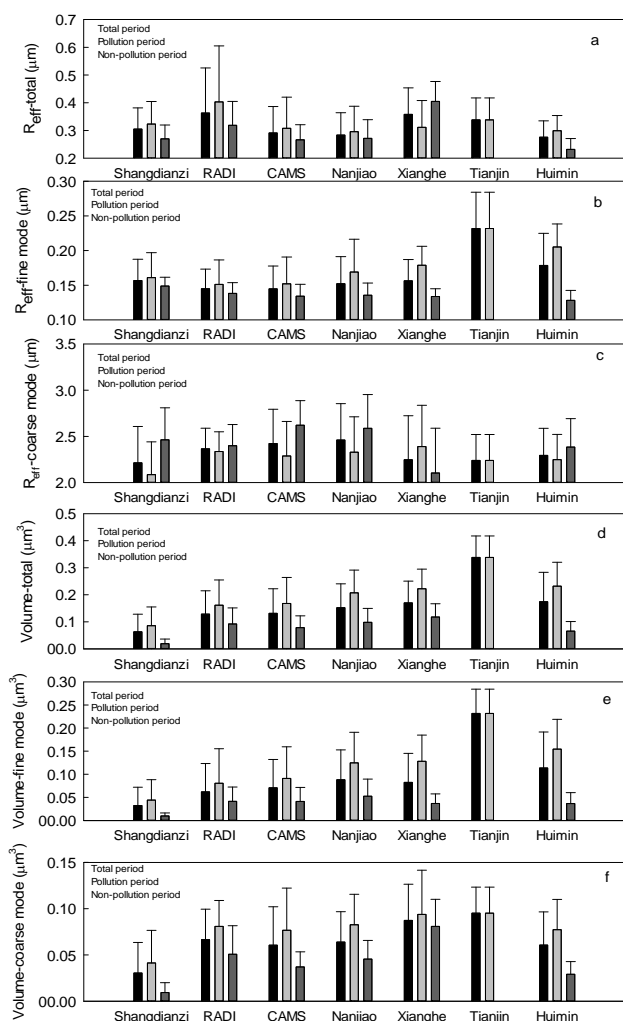 0.7
Total period
Pollution period
Non-pollution period
a
0.6
0.5
0.4
0.3
0.2
Reff-total (μm)
Shangdianzi RADI CAMS Nanjiao Xianghe Tianjin Huimin
0.30
Total period
Pollution period
Non-pollution period
b
0.25
0.20
0.15
0.10
Reff-fine mode (μm)
Shangdianzi RADI CAMS Nanjiao Xianghe Tianjin Huimin
3.5
Total period
Pollution period
Non-pollution period
c
3.0
2.5
2.0
Reff-coarse mode (μm)
Shangdianzi RADI CAMS Nanjiao Xianghe Tianjin Huimin
0.5
Total period
Pollution period
Non-pollution period
d
0.4
0.3
0.2
0.1
00.0
Volume-total (μm³)
Shangdianzi RADI CAMS Nanjiao Xianghe Tianjin Huimin
0.30
Total period
Pollution period
Non-pollution period
e
0.25
0.20
0.15
0.10
0.05
00.00
Volume-fine mode (μm³)
Shangdianzi RADI CAMS Nanjiao Xianghe Tianjin Huimin
0.15
Total period
Pollution period
Non-pollution period
f
0.10
0.05
00.00
Volume-coarse mode (μm³)
Shangdianzi RADI CAMS Nanjiao Xianghe Tianjin Huimin